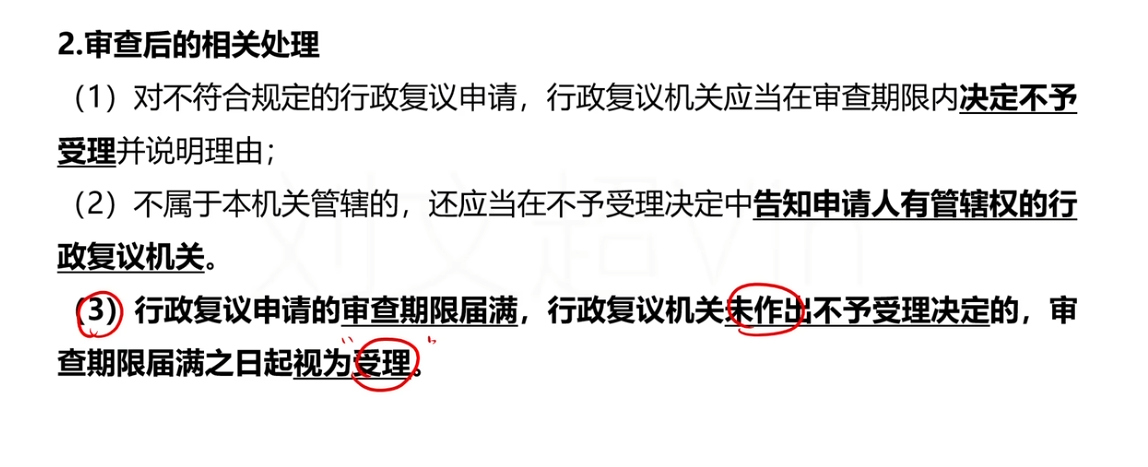 2.审查后的相关处理
（1）对不符合规定的行政复议申请，行政复议机关应当在审查期限内决定不予
受理并说明理由；
（2）不属于本机关管辖的，还应当在不予受理决定中告知申请人有管辖权的行
政复议机关。
（3）行政复议申请的审查期限届满，行政复议机关未作出不予受理决定的，审
查期限届满之日起视为受理。
刘文超Vin